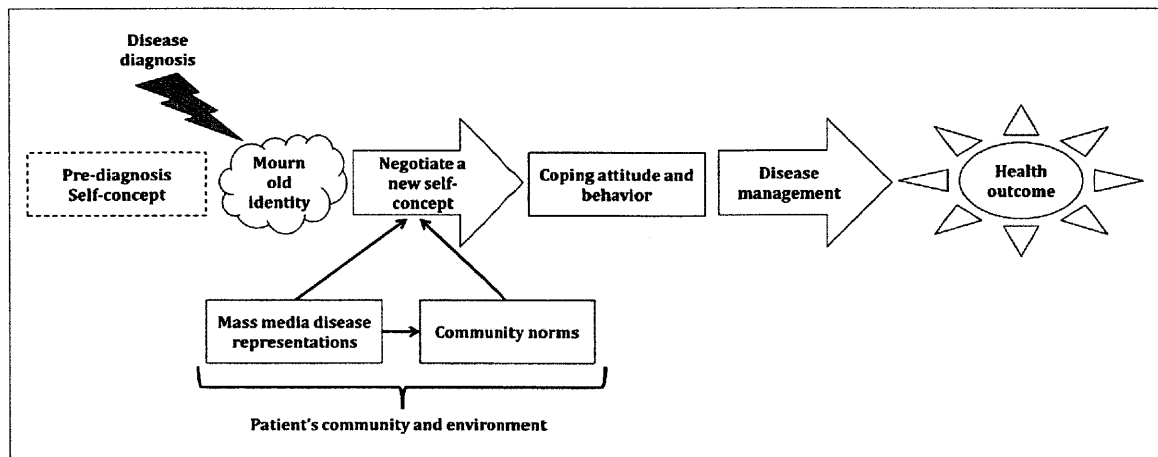 Disease
diagnosis
Pre-diagnosis
Self-concept
Mourn
old
identity
Negotiate a
new self-
concept
Coping attitude and
behavior
Disease
management
Health
outcome
Mass media disease
representations
Community norms
Patient's community and environment